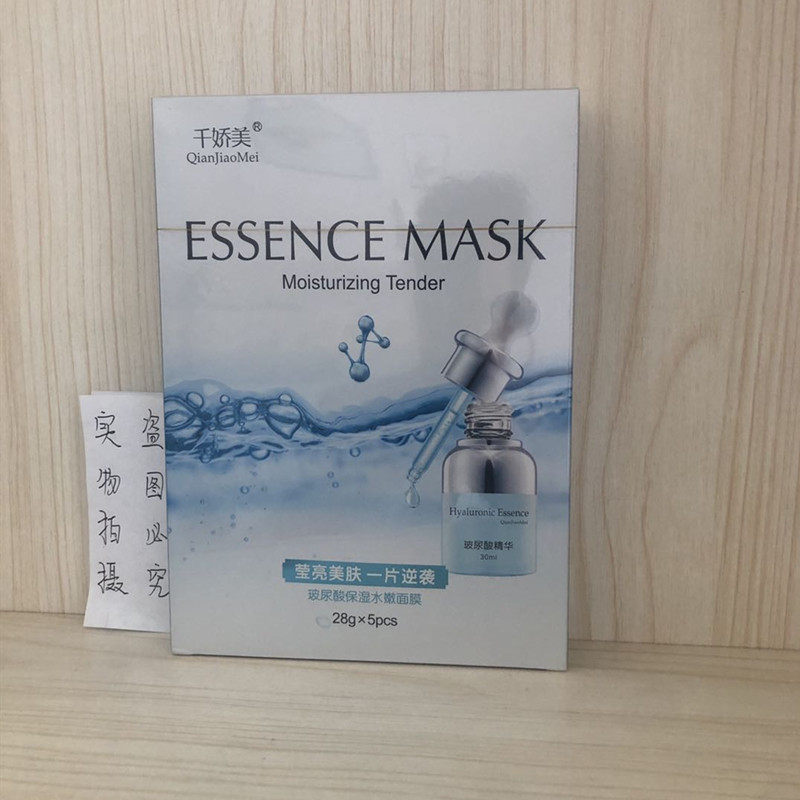 千娇美®
QianJiaoMei
ESSENCE MASK
Moisturizing Tender
Hyaluronic Essence
QianJiaoMei
玻尿酸精华
30ml
莹亮美肤 一片逆袭
玻尿酸保湿水嫩面膜
28g×5pcs
实物拍摄
盗图必究